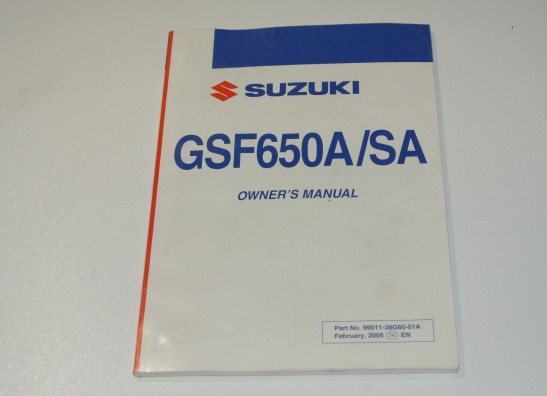 SUZUKI
GSF650A/SA
OWNER'S MANUAL
Part No. 99011-38G60-01A
February, 2005 EN